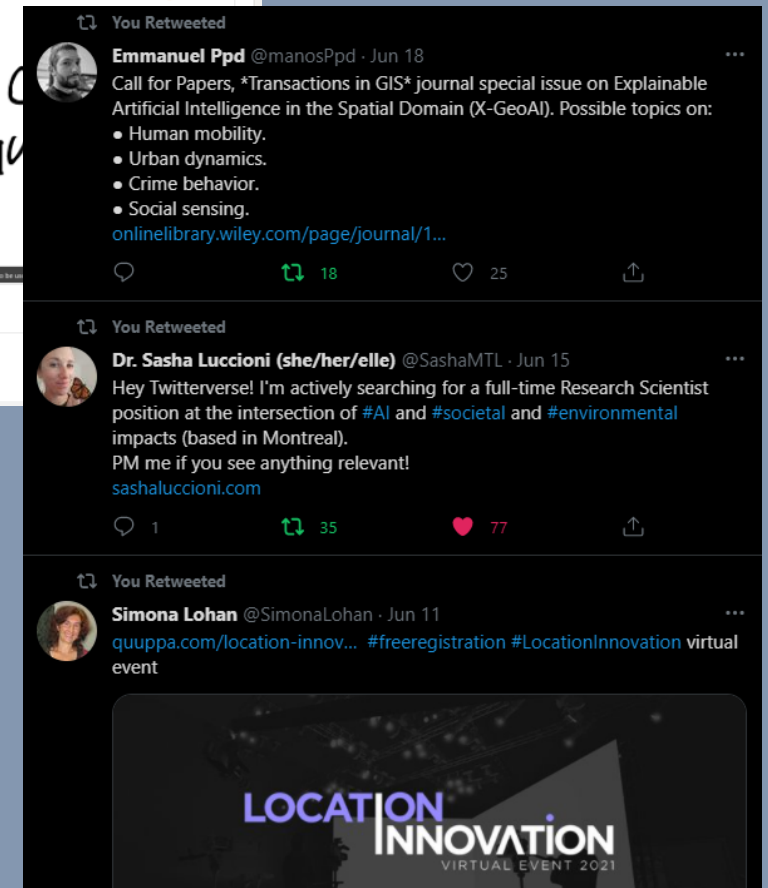 You Retweeted
Emmanuel Ppd @manosPpd · Jun 18
Call for Papers, *Transactions in GIS* journal special issue on Explainable
Artificial Intelligence in the Spatial Domain (X-GeoAI). Possible topics on:
● Human mobility.
● Urban dynamics.
● Crime behavior.
● Social sensing.
onlinelibrary.wiley.com/page/journal/1...
18 25
You Retweeted
Dr. Sasha Luccioni (she/her/elle) @SashaMTL · Jun 15
Hey Twitterverse! I'm actively searching for a full-time Research Scientist
position at the intersection of #AI and #societal and #environmental
impacts (based in Montreal).
PM me if you see anything relevant!
sashaluccioni.com
1 35 77
You Retweeted
Simona Lohan @SimonaLohan · Jun 11
quuppa.com/location-innov... #freeregistration #LocationInnovation virtual
event
LOCATION
INNOVATION
VIRTUAL EVENT 2021